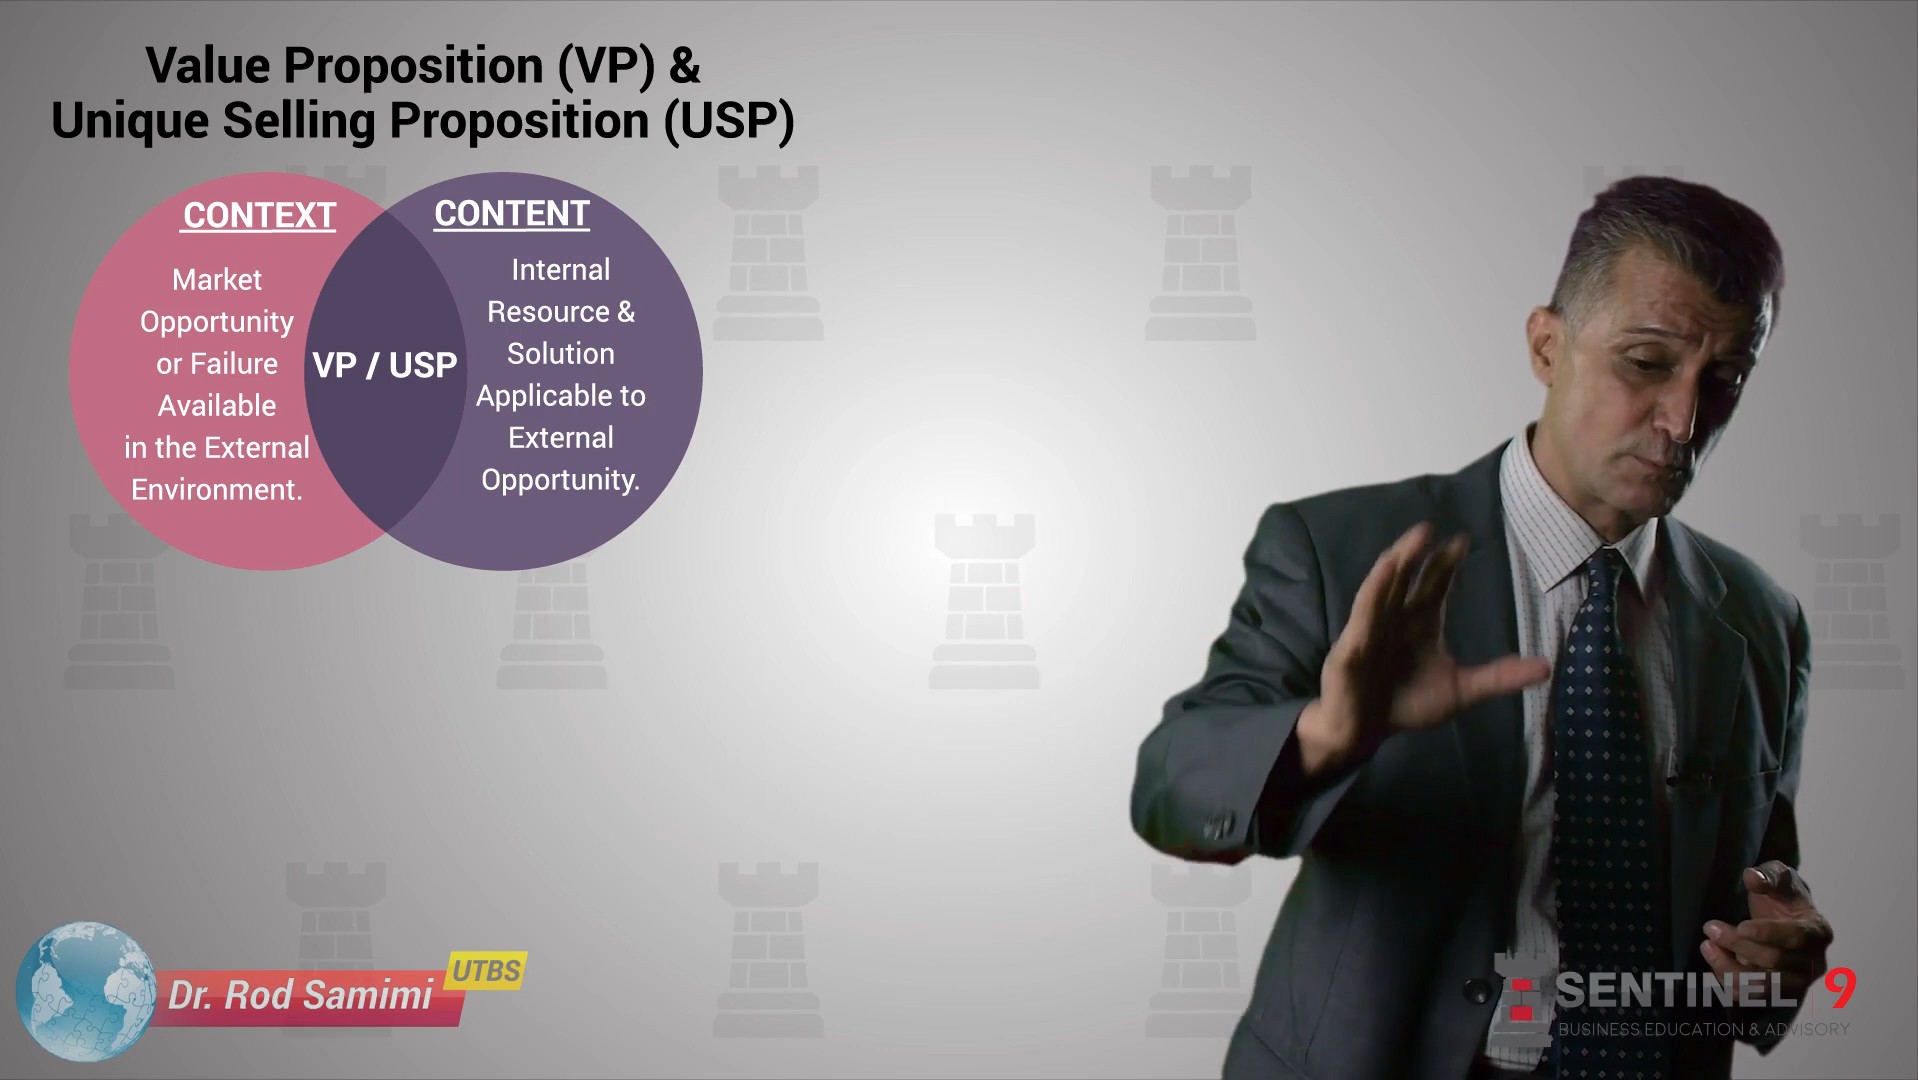 Value Proposition (VP) &
Unique Selling Proposition (USP)
CONTEXT
Market
Opportunity
or Failure
Available
in the External
Environment.
VP / USP
CONTENT
Internal
Resource &
Solution
Applicable to
External
Opportunity.
Dr. Rod Samimi
UTBS
SENTINEL 9
BUSINESS EDUCATION & ADVISORY